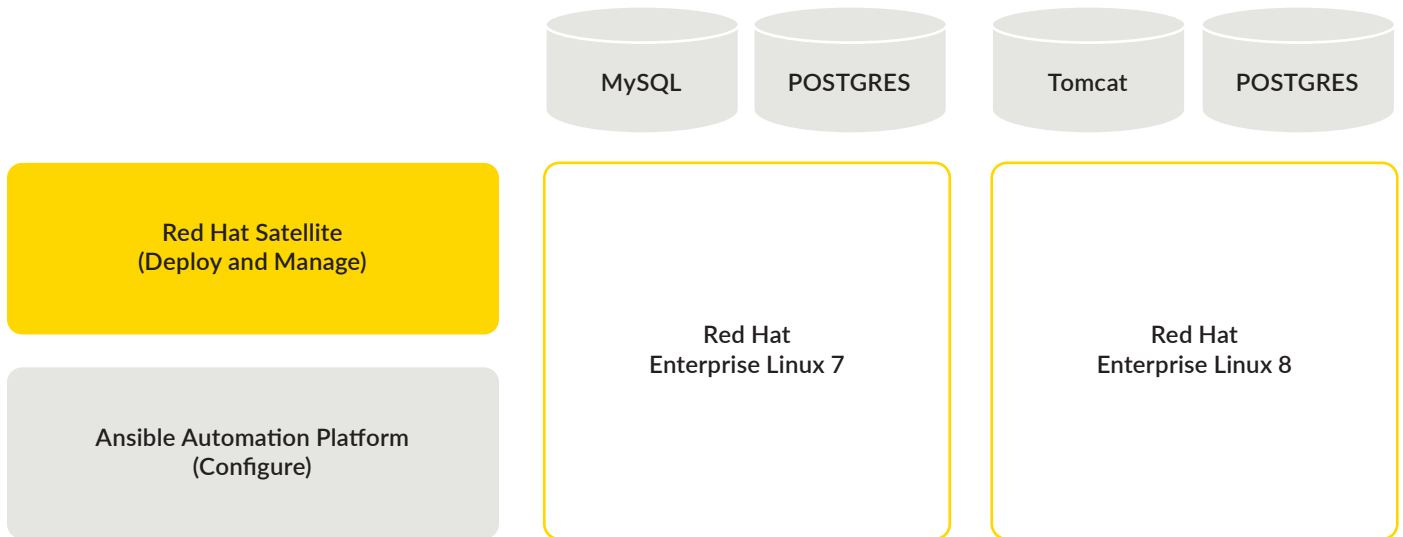 MySQL
POSTGRES
Tomcat
POSTGRES
Red Hat Satellite
(Deploy and Manage)
Ansible Automation Platform
(Configure)
Red Hat
Enterprise Linux 7
Red Hat
Enterprise Linux 8